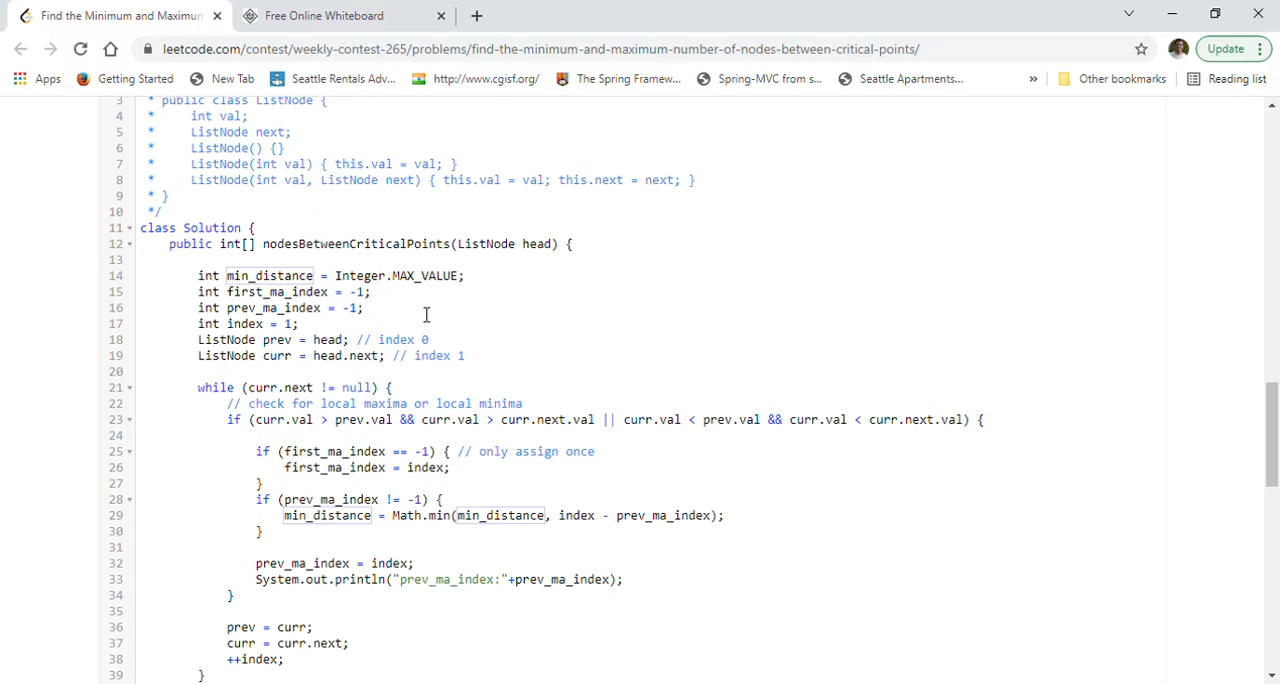 Find the Minimum and Maximum
Free Online Whiteboard
leetcode.com/contest/weekly-contest-265/problems/find-the-minimum-and-maximum-number-of-nodes-between-critical-points/
Update
Apps Getting Started New Tab Seattle Rentals Adv... http://www.cgisf.org/ The Spring Framew... Spring-MVC from s... Seattle Apartments... » Other bookmarks Reading list
3 * public class ListNode {
4 * int val;
5 * ListNode next;
6 * ListNode() {}
7 * ListNode(int val) { this.val = val; }
8 * ListNode(int val, ListNode next) { this.val = val; this.next = next; }
9 * }
10 */
11 class Solution {
12 public int[] nodesBetweenCriticalPoints(ListNode head) {
13
14 int min_distance = Integer.MAX_VALUE;
15 int first_ma_index = -1;
16 int prev_ma_index = -1;
17 int index = 1;
18 ListNode prev = head; // index 0
19 ListNode curr = head.next; // index 1
20
21 while (curr.next != null) {
22 // check for local maxima or local minima
23 if (curr.val > prev.val && curr.val > curr.next.val || curr.val < prev.val && curr.val < curr.next.val) {
24
25 if (first_ma_index == -1) { // only assign once
26 first_ma_index = index;
27 }
28 if (prev_ma_index != -1) {
29 min_distance = Math.min(min_distance, index - prev_ma_index);
30 }
31
32 prev_ma_index = index;
33 System.out.println("prev_ma_index:"+prev_ma_index);
34 }
35
36 prev = curr;
37 curr = curr.next;
38 ++index;
39 }